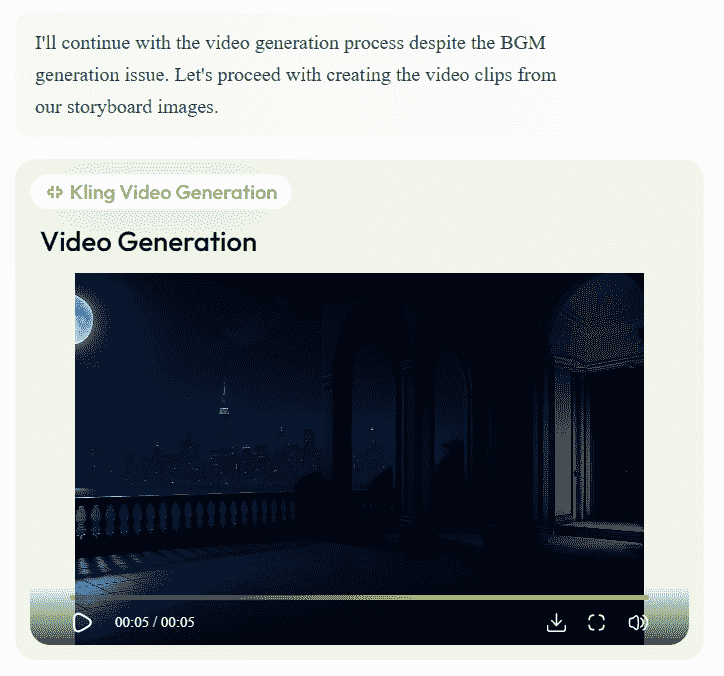 I'll continue with the video generation process despite the BGM
generation issue. Let's proceed with creating the video clips from
our storyboard images.
Kling Video Generation
Video Generation
00:05 / 00:05